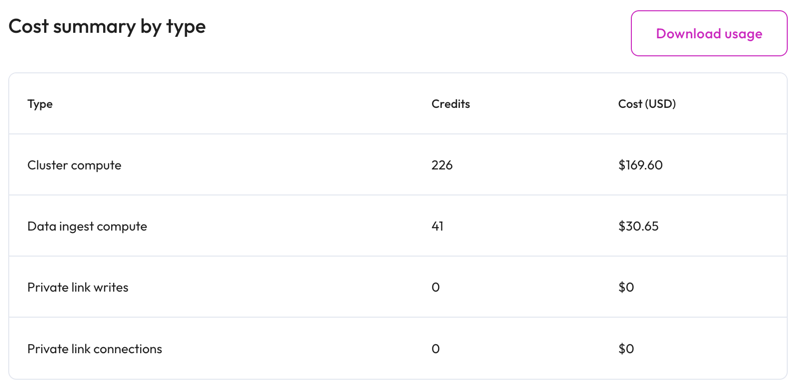 Cost summary by type
Download usage
Type Credits Cost (USD)
Cluster compute 226 $169.60
Data ingest compute 41 $30.65
Private link writes 0 $0
Private link connections 0 $0